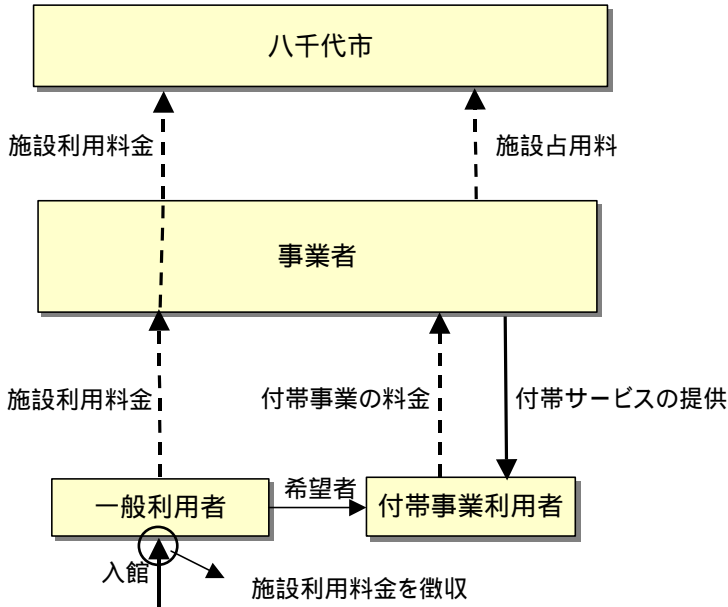 八千代市
施設利用料金
施設占用料
事業者
施設利用料金
付帯事業の料金
付帯サービスの提供
一般利用者
希望者
付帯事業利用者
入館
施設利用料金を徴収